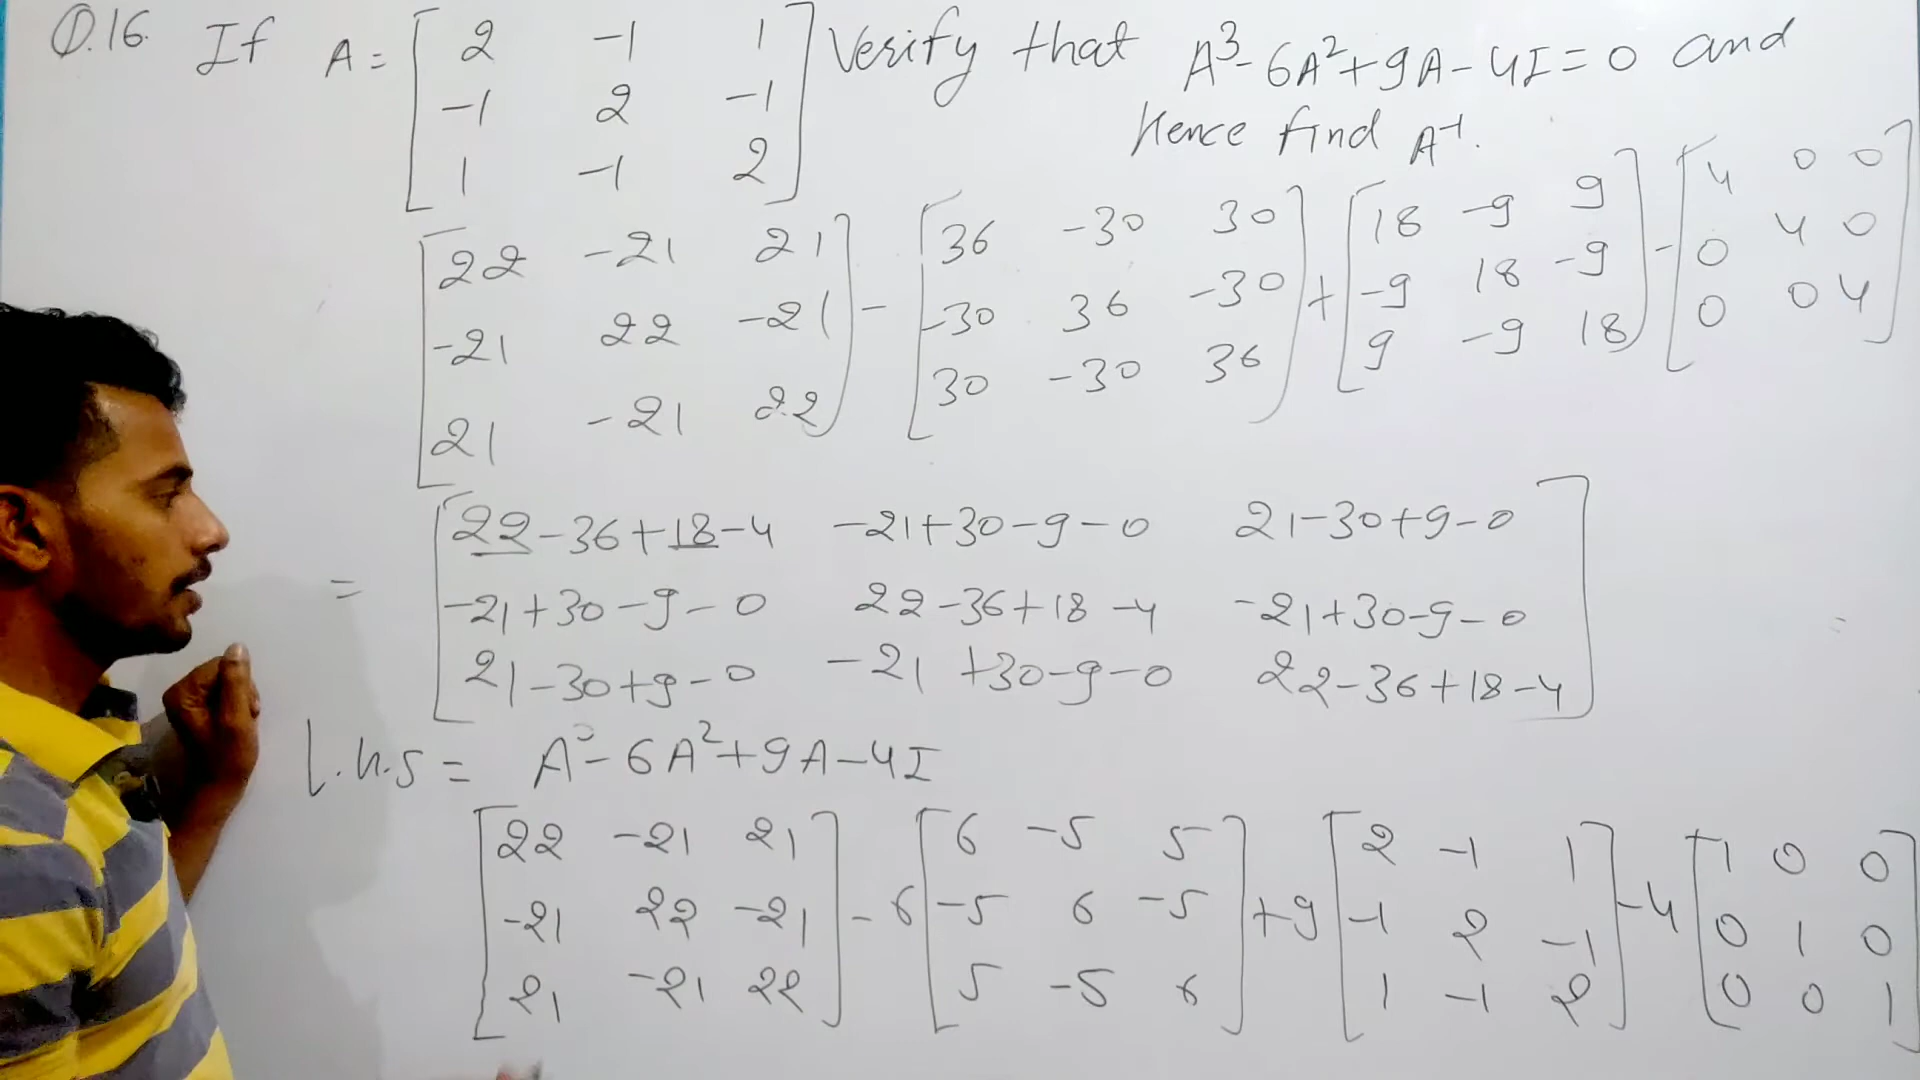 Q.16. If A = [ 2 -1 1 ] Verify that A³-6A²+9A-4I=0 and
[ -1 2 -1 ] Hence find A⁻¹.
[ 1 -1 2 ]
[ 22 -21 21 ] - [ 36 -30 30 ] + [ 18 -9 9 ] - [ 4 0 0 ]
[ -21 22 -21 ] [ -30 36 -30 ] [ -9 18 -9 ] [ 0 4 0 ]
[ 21 -21 22 ] [ 30 -30 36 ] [ 9 -9 18 ] [ 0 0 4 ]
= [ 22-36+18-4 -21+30-9-0 21-30+9-0 ]
[ -21+30-9-0 22-36+18-4 -21+30-9-0 ]
[ 21-30+9-0 -21+30-9-0 22-36+18-4 ]
L.H.S = A³-6A²+9A-4I
[ 22 -21 21 ] - 6 [ 6 -5 5 ] + 9 [ 2 -1 1 ] - 4 [ 1 0 0 ]
[ -21 22 -21 ] [ -5 6 -5 ] [ -1 2 -1 ] [ 0 1 0 ]
[ 21 -21 22 ] [ 5 -5 6 ] [ 1 -1 2 ] [ 0 0 1 ]